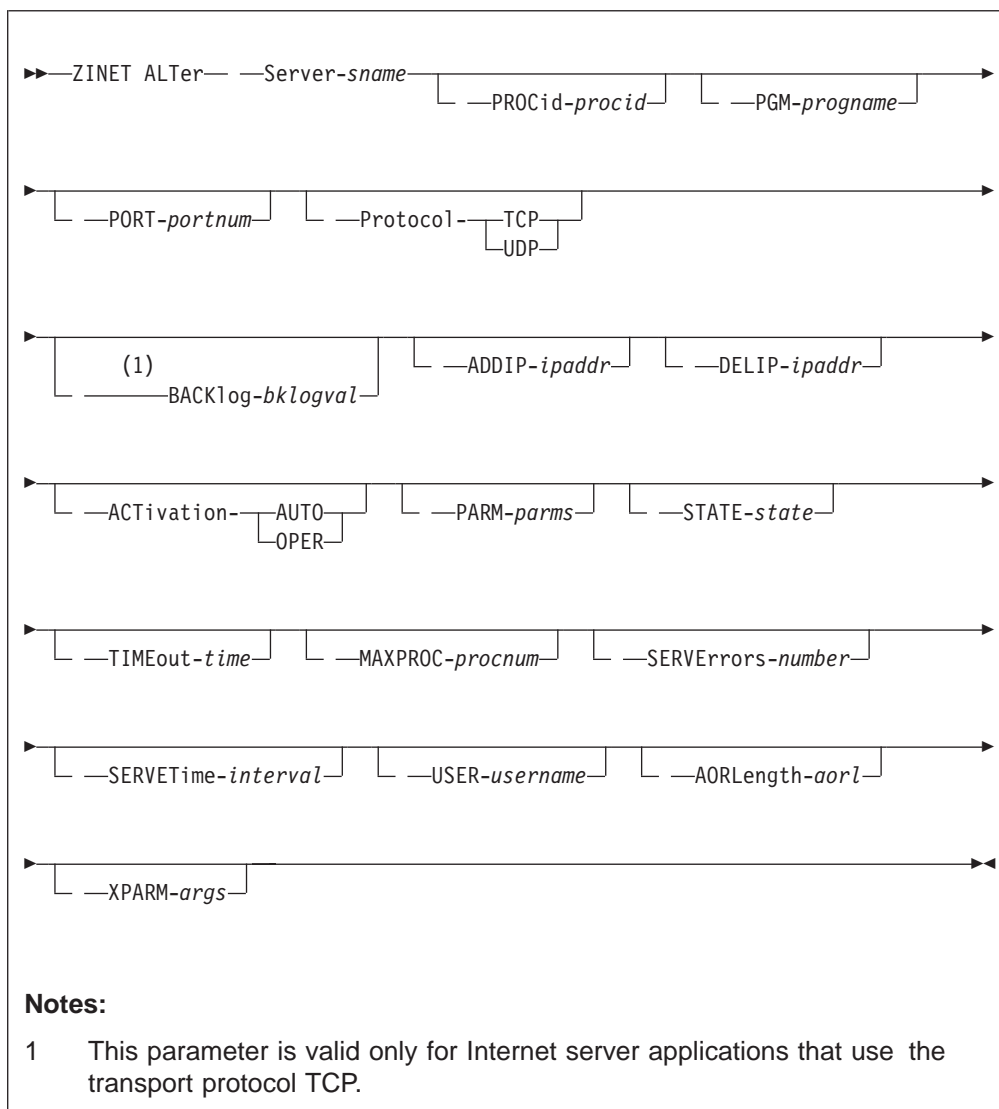 ZINET ALTer Server-sname
PROCid-procid PGM-progname
PORT-portnum Protocol- TCP
UDP
(1)
BACKlog-bklogval ADDIP-ipaddr DELIP-ipaddr
ACTivation- AUTO PARM-parms STATE-state
OPER
TIMEout-time MAXPROC-procnum SERVErrors-number
SERVETime-interval USER-username AORLength-aorl
XPARM-args
Notes:
1 This parameter is valid only for Internet server applications that use the
transport protocol TCP.